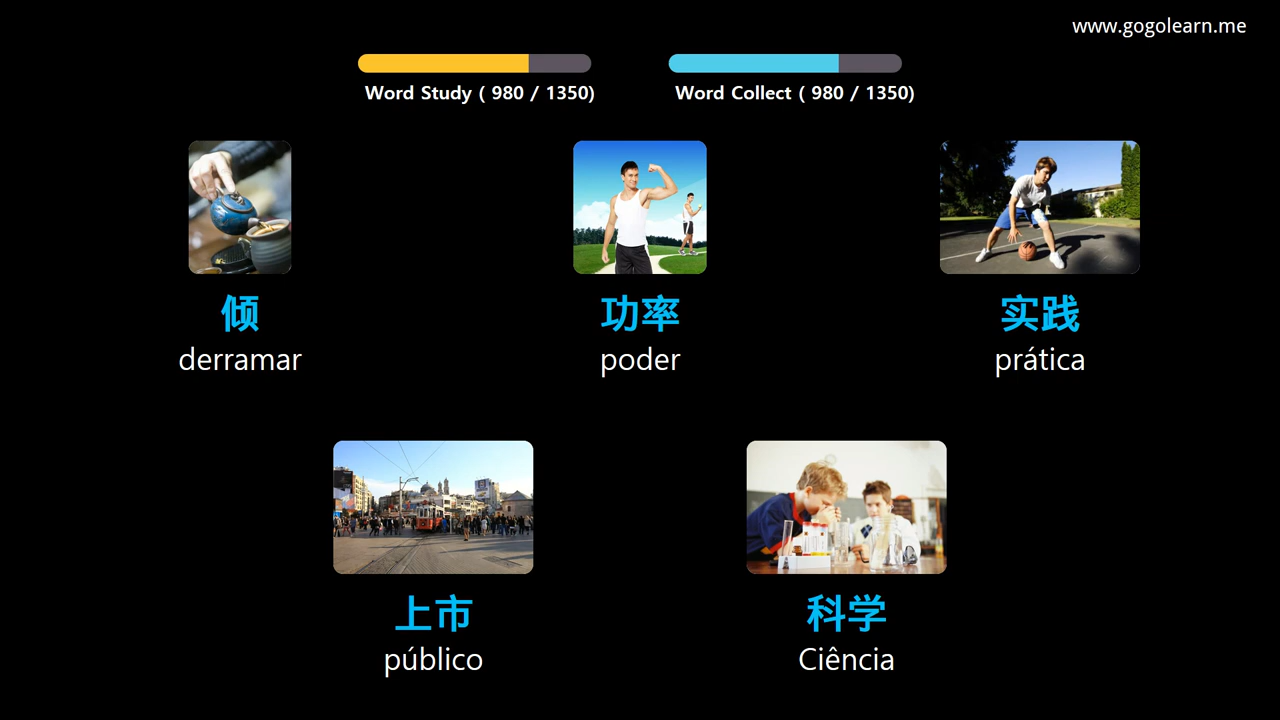 www.gogolearn.me
Word Study ( 980 / 1350)
Word Collect ( 980 / 1350)
倾
derramar
功率
poder
实践
prática
上市
público
科学
Ciência